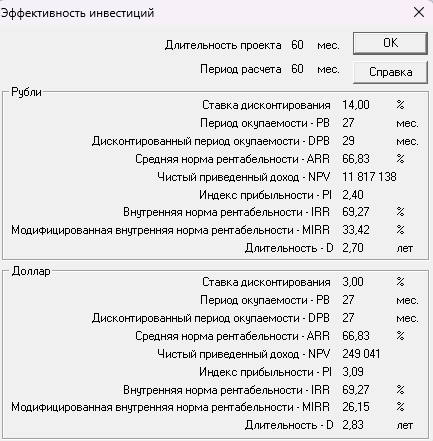 Эффективность инвестиций
Длительность проекта 60 мес. OK
Период расчета 60 мес. Справка
Рубли
Ставка дисконтирования 14,00 %
Период окупаемости - PB 27 мес.
Дисконтированный период окупаемости - DPB 29 мес.
Средняя норма рентабельности - ARR 66,83 %
Чистый приведенный доход - NPV 11 817 138
Индекс прибыльности - PI 2,40
Внутренняя норма рентабельности - IRR 69,27 %
Модифицированная внутренняя норма рентабельности - MIRR 33,42 %
Длительность - D 2,70 лет
Доллар
Ставка дисконтирования 3,00 %
Период окупаемости - PB 27 мес.
Дисконтированный период окупаемости - DPB 27 мес.
Средняя норма рентабельности - ARR 66,83 %
Чистый приведенный доход - NPV 249 041
Индекс прибыльности - PI 3,09
Внутренняя норма рентабельности - IRR 69,27 %
Модифицированная внутренняя норма рентабельности - MIRR 26,15 %
Длительность - D 2,83 лет